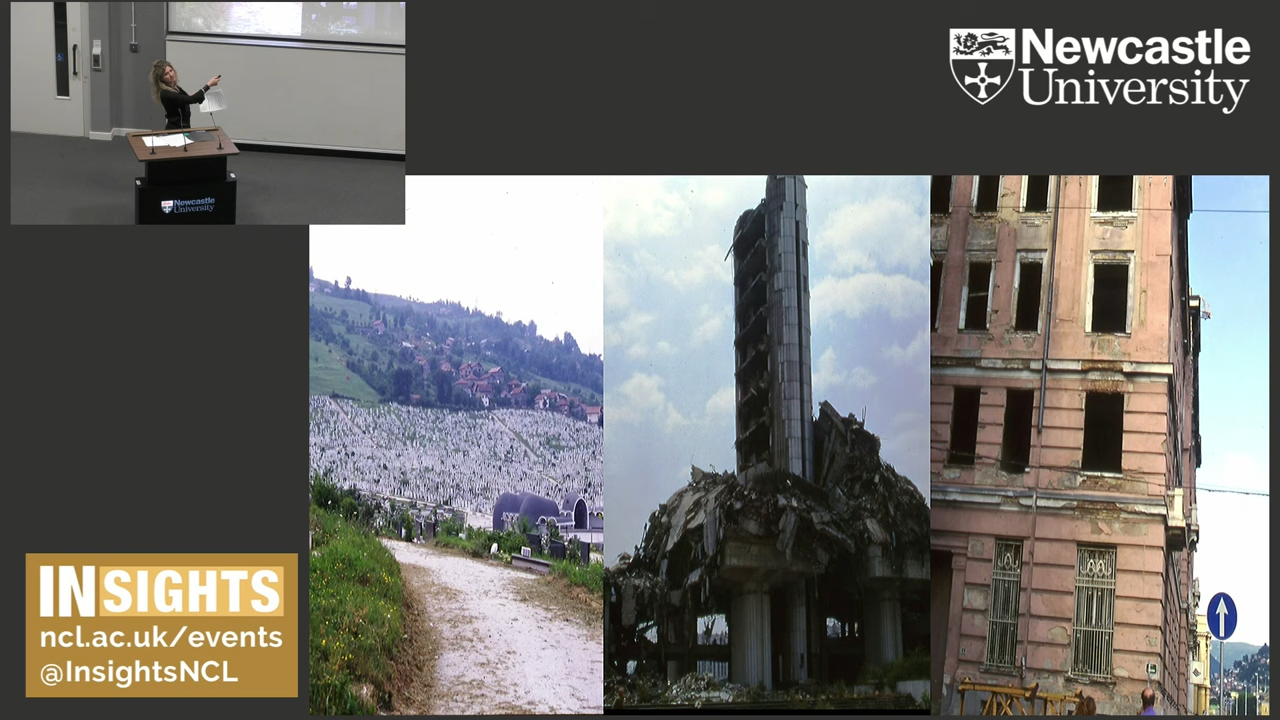 Newcastle
University
Newcastle
University
INSIGHTS
ncl.ac.uk/events
@InsightsNCL